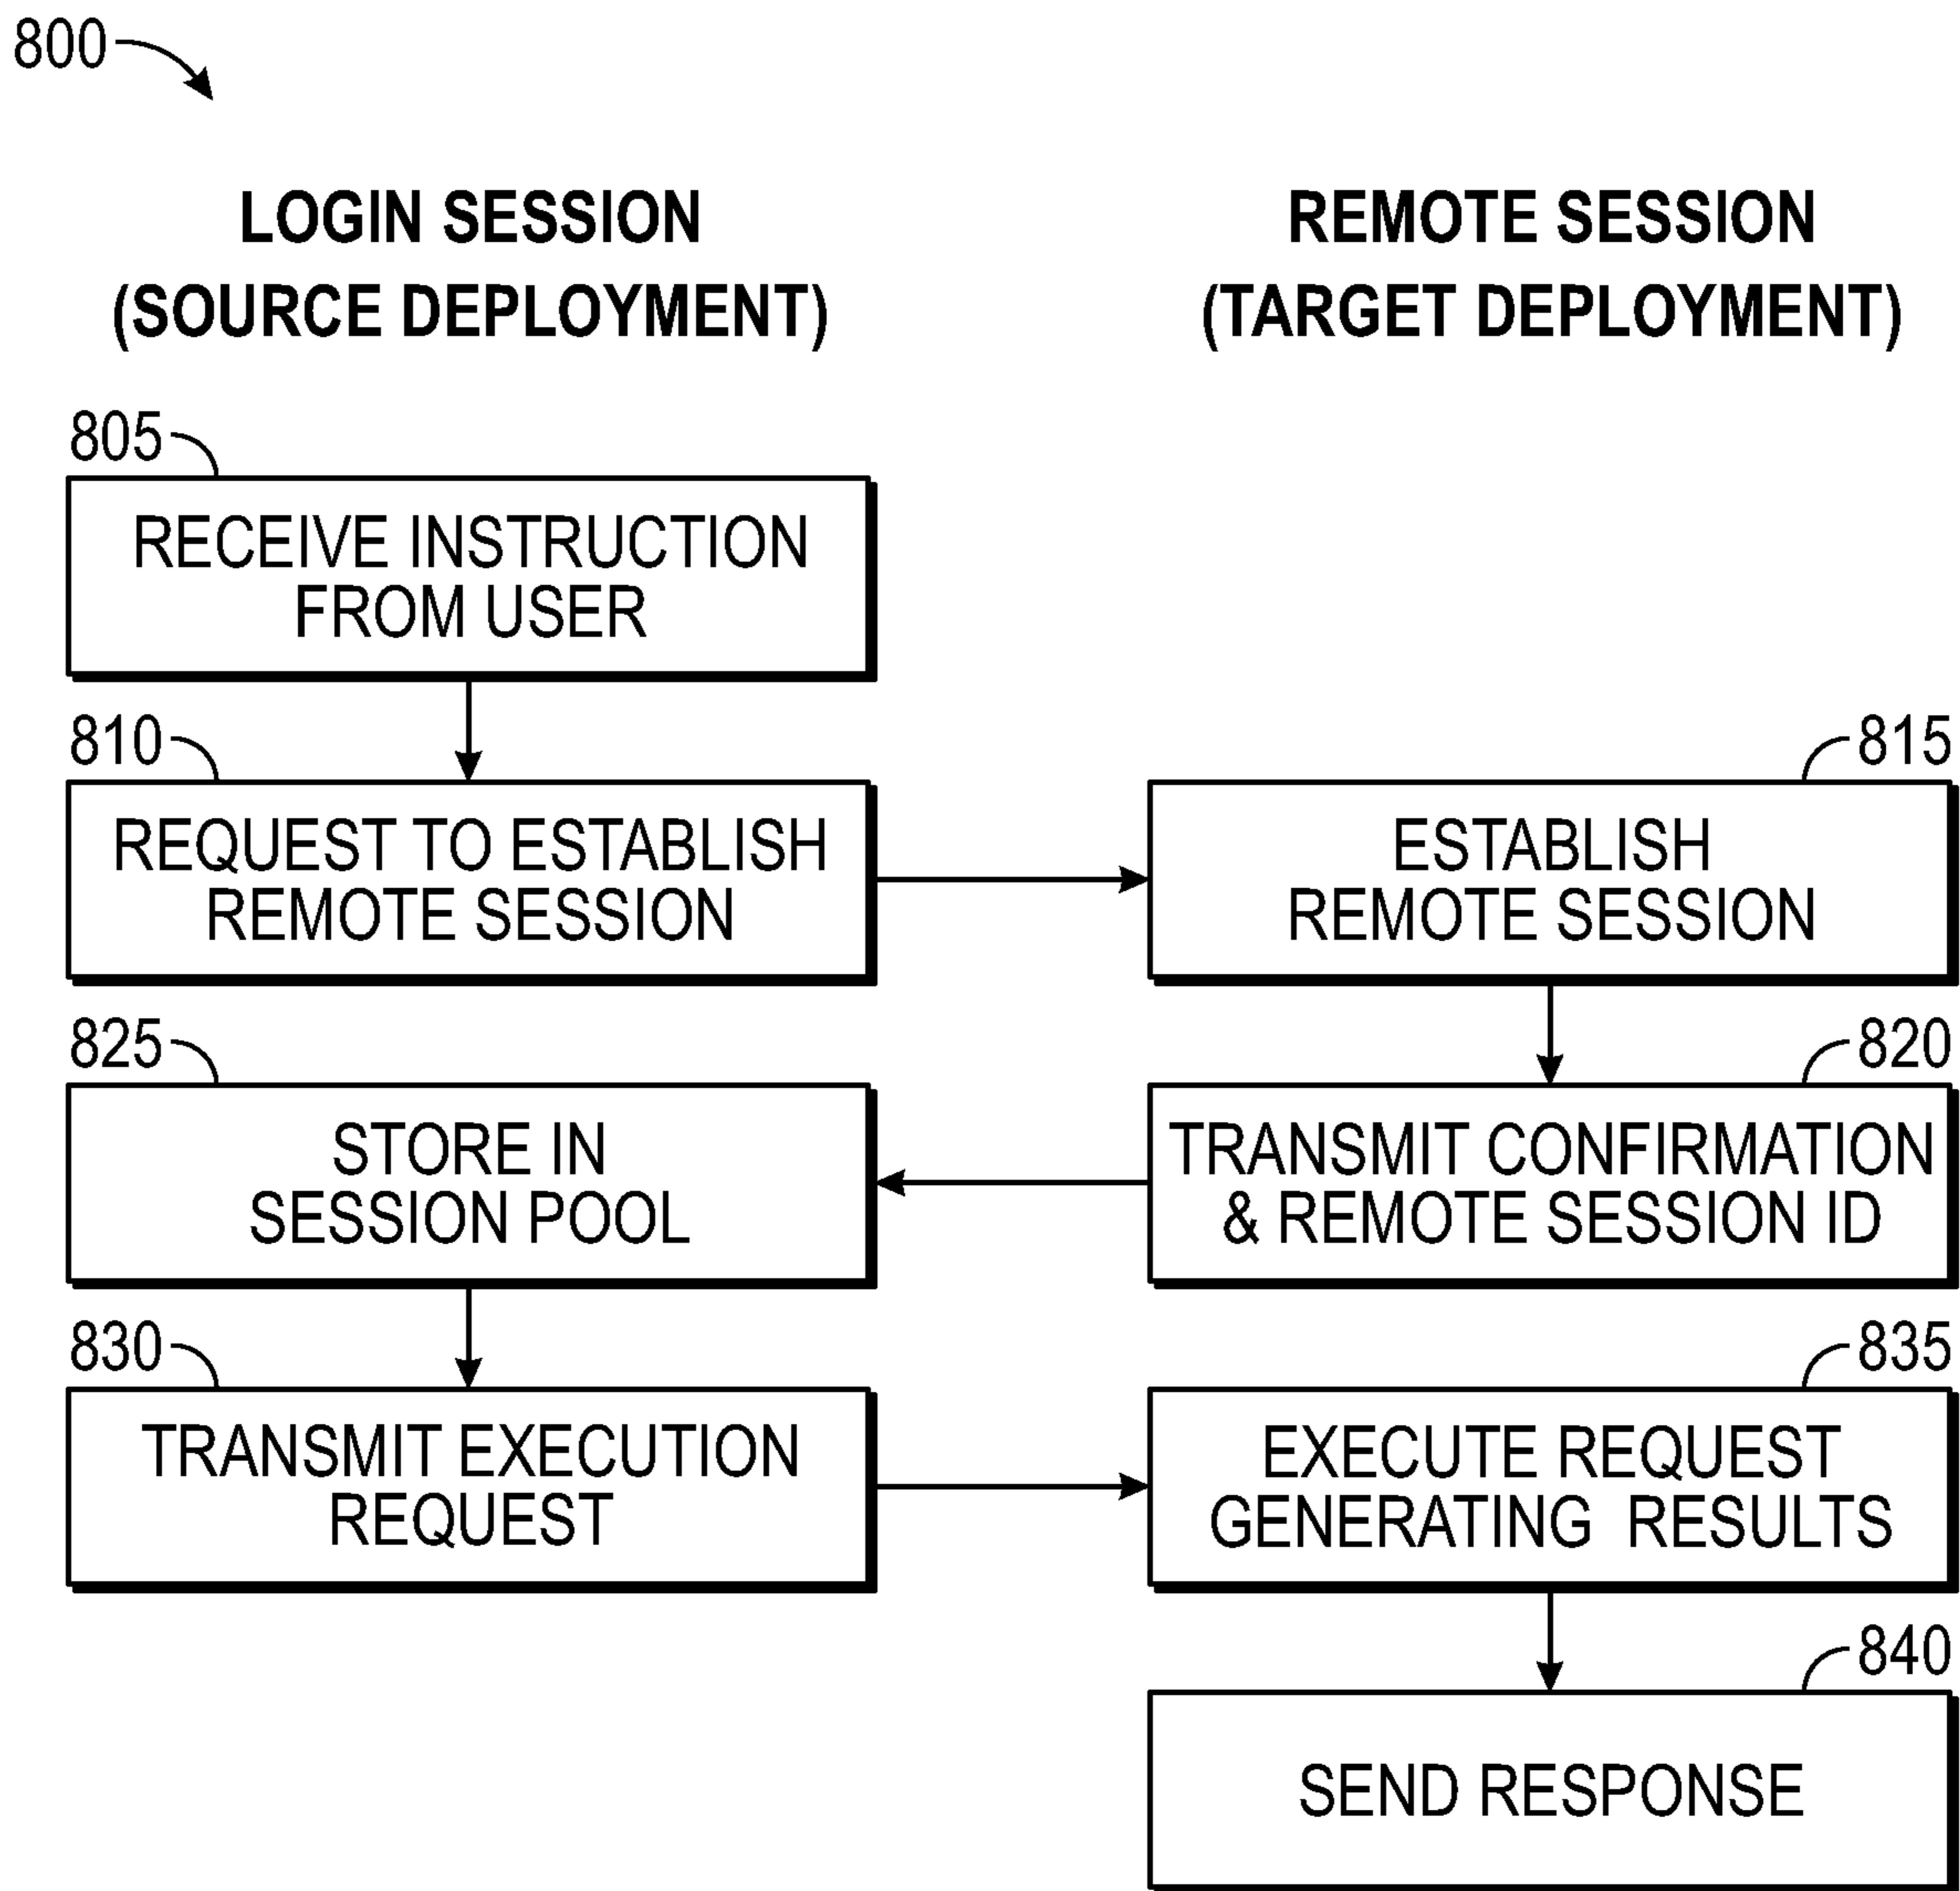 800
LOGIN SESSION
(SOURCE DEPLOYMENT)
REMOTE SESSION
(TARGET DEPLOYMENT)
805
RECEIVE INSTRUCTION
FROM USER
810
REQUEST TO ESTABLISH
REMOTE SESSION
815
ESTABLISH
REMOTE SESSION
820
TRANSMIT CONFIRMATION
& REMOTE SESSION ID
825
STORE IN
SESSION POOL
830
TRANSMIT EXECUTION
REQUEST
835
EXECUTE REQUEST
GENERATING RESULTS
840
SEND RESPONSE